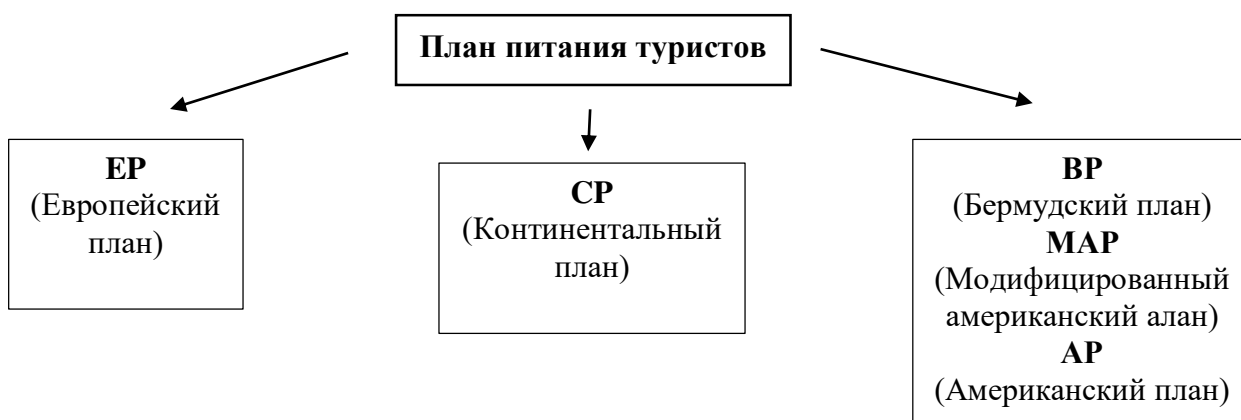 План питания туристов
EP
(Европейский
план)
CP
(Континентальный
план)
BP
(Бермудский план)
MAP
(Модифицированный
американский алан)
AP
(Американский план)